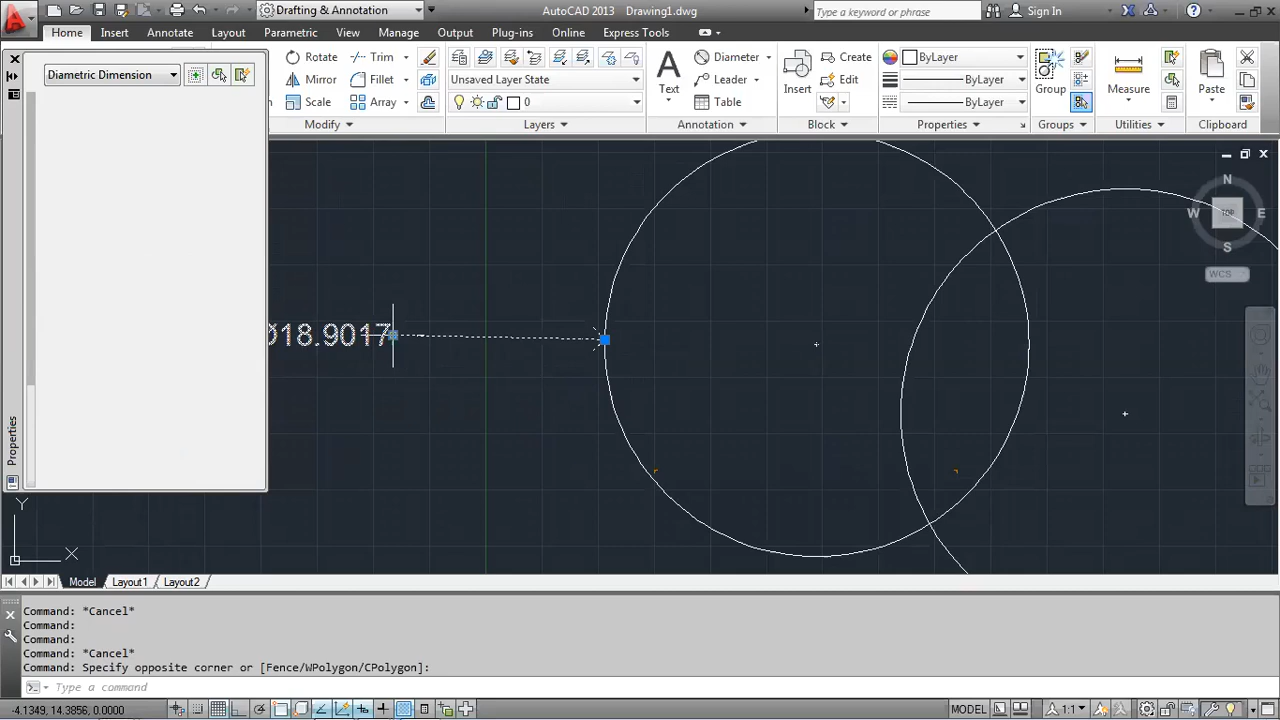 Drafting & Annotation
AutoCAD 2013 Drawing1.dwg
Type a keyword or phrase
Sign In
Home Insert Annotate Layout Parametric View Manage Output Plug-ins Online Express Tools
Diametric Dimension
Rotate Trim
Mirror Fillet
Scale Array
Modify
Unsaved Layer State
0
Layers
Text
Diameter
Leader
Table
Annotation
Insert
Create
Edit
Block
ByLayer
ByLayer
ByLayer
Properties
Group
Groups
Measure
Utilities
Paste
Clipboard
Properties
Ø18.9017
N
W TOP E
S
WCS
Y
X
Model Layout1 Layout2
Command: *Cancel*
Command:
Command:
Command: *Cancel*
Command: Specify opposite corner or [Fence/WPolygon/CPolygon]:
Type a command
-4.1349, 14.3856, 0.0000
MODEL
1:1